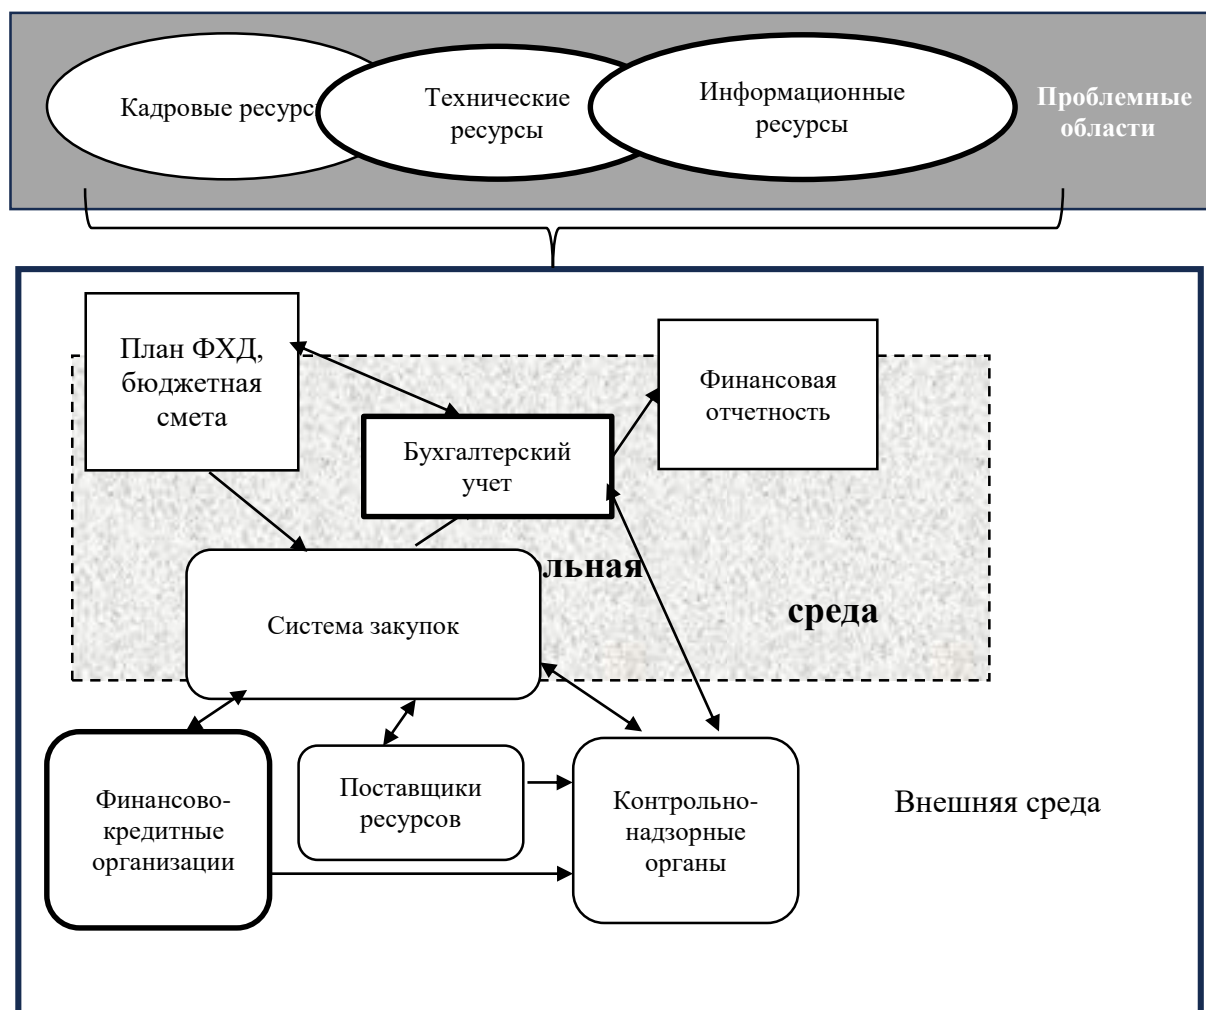 Кадровые ресурс
Технические
ресурсы
Информационные
ресурсы
Проблемные
области
План ФХД,
бюджетная
смета
Финансовая
отчетность
Бухгалтерский
учет
ольная
среда
Система закупок
Финансово-
кредитные
организации
Поставщики
ресурсов
Контрольно-
надзорные
органы
Внешняя среда